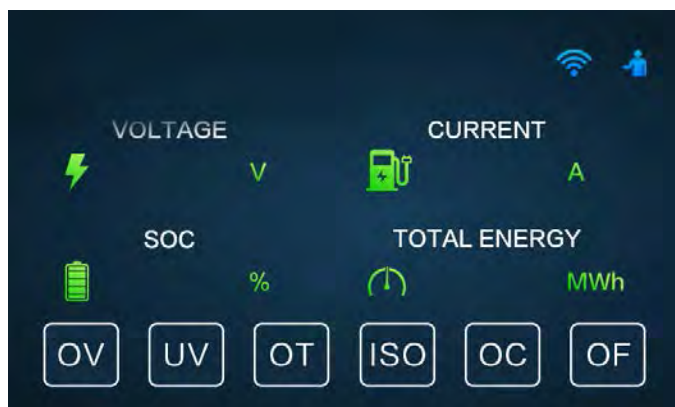 VOLTAGE CURRENT
V A
SOC TOTAL ENERGY
% MWh
OV UV OT ISO OC OF